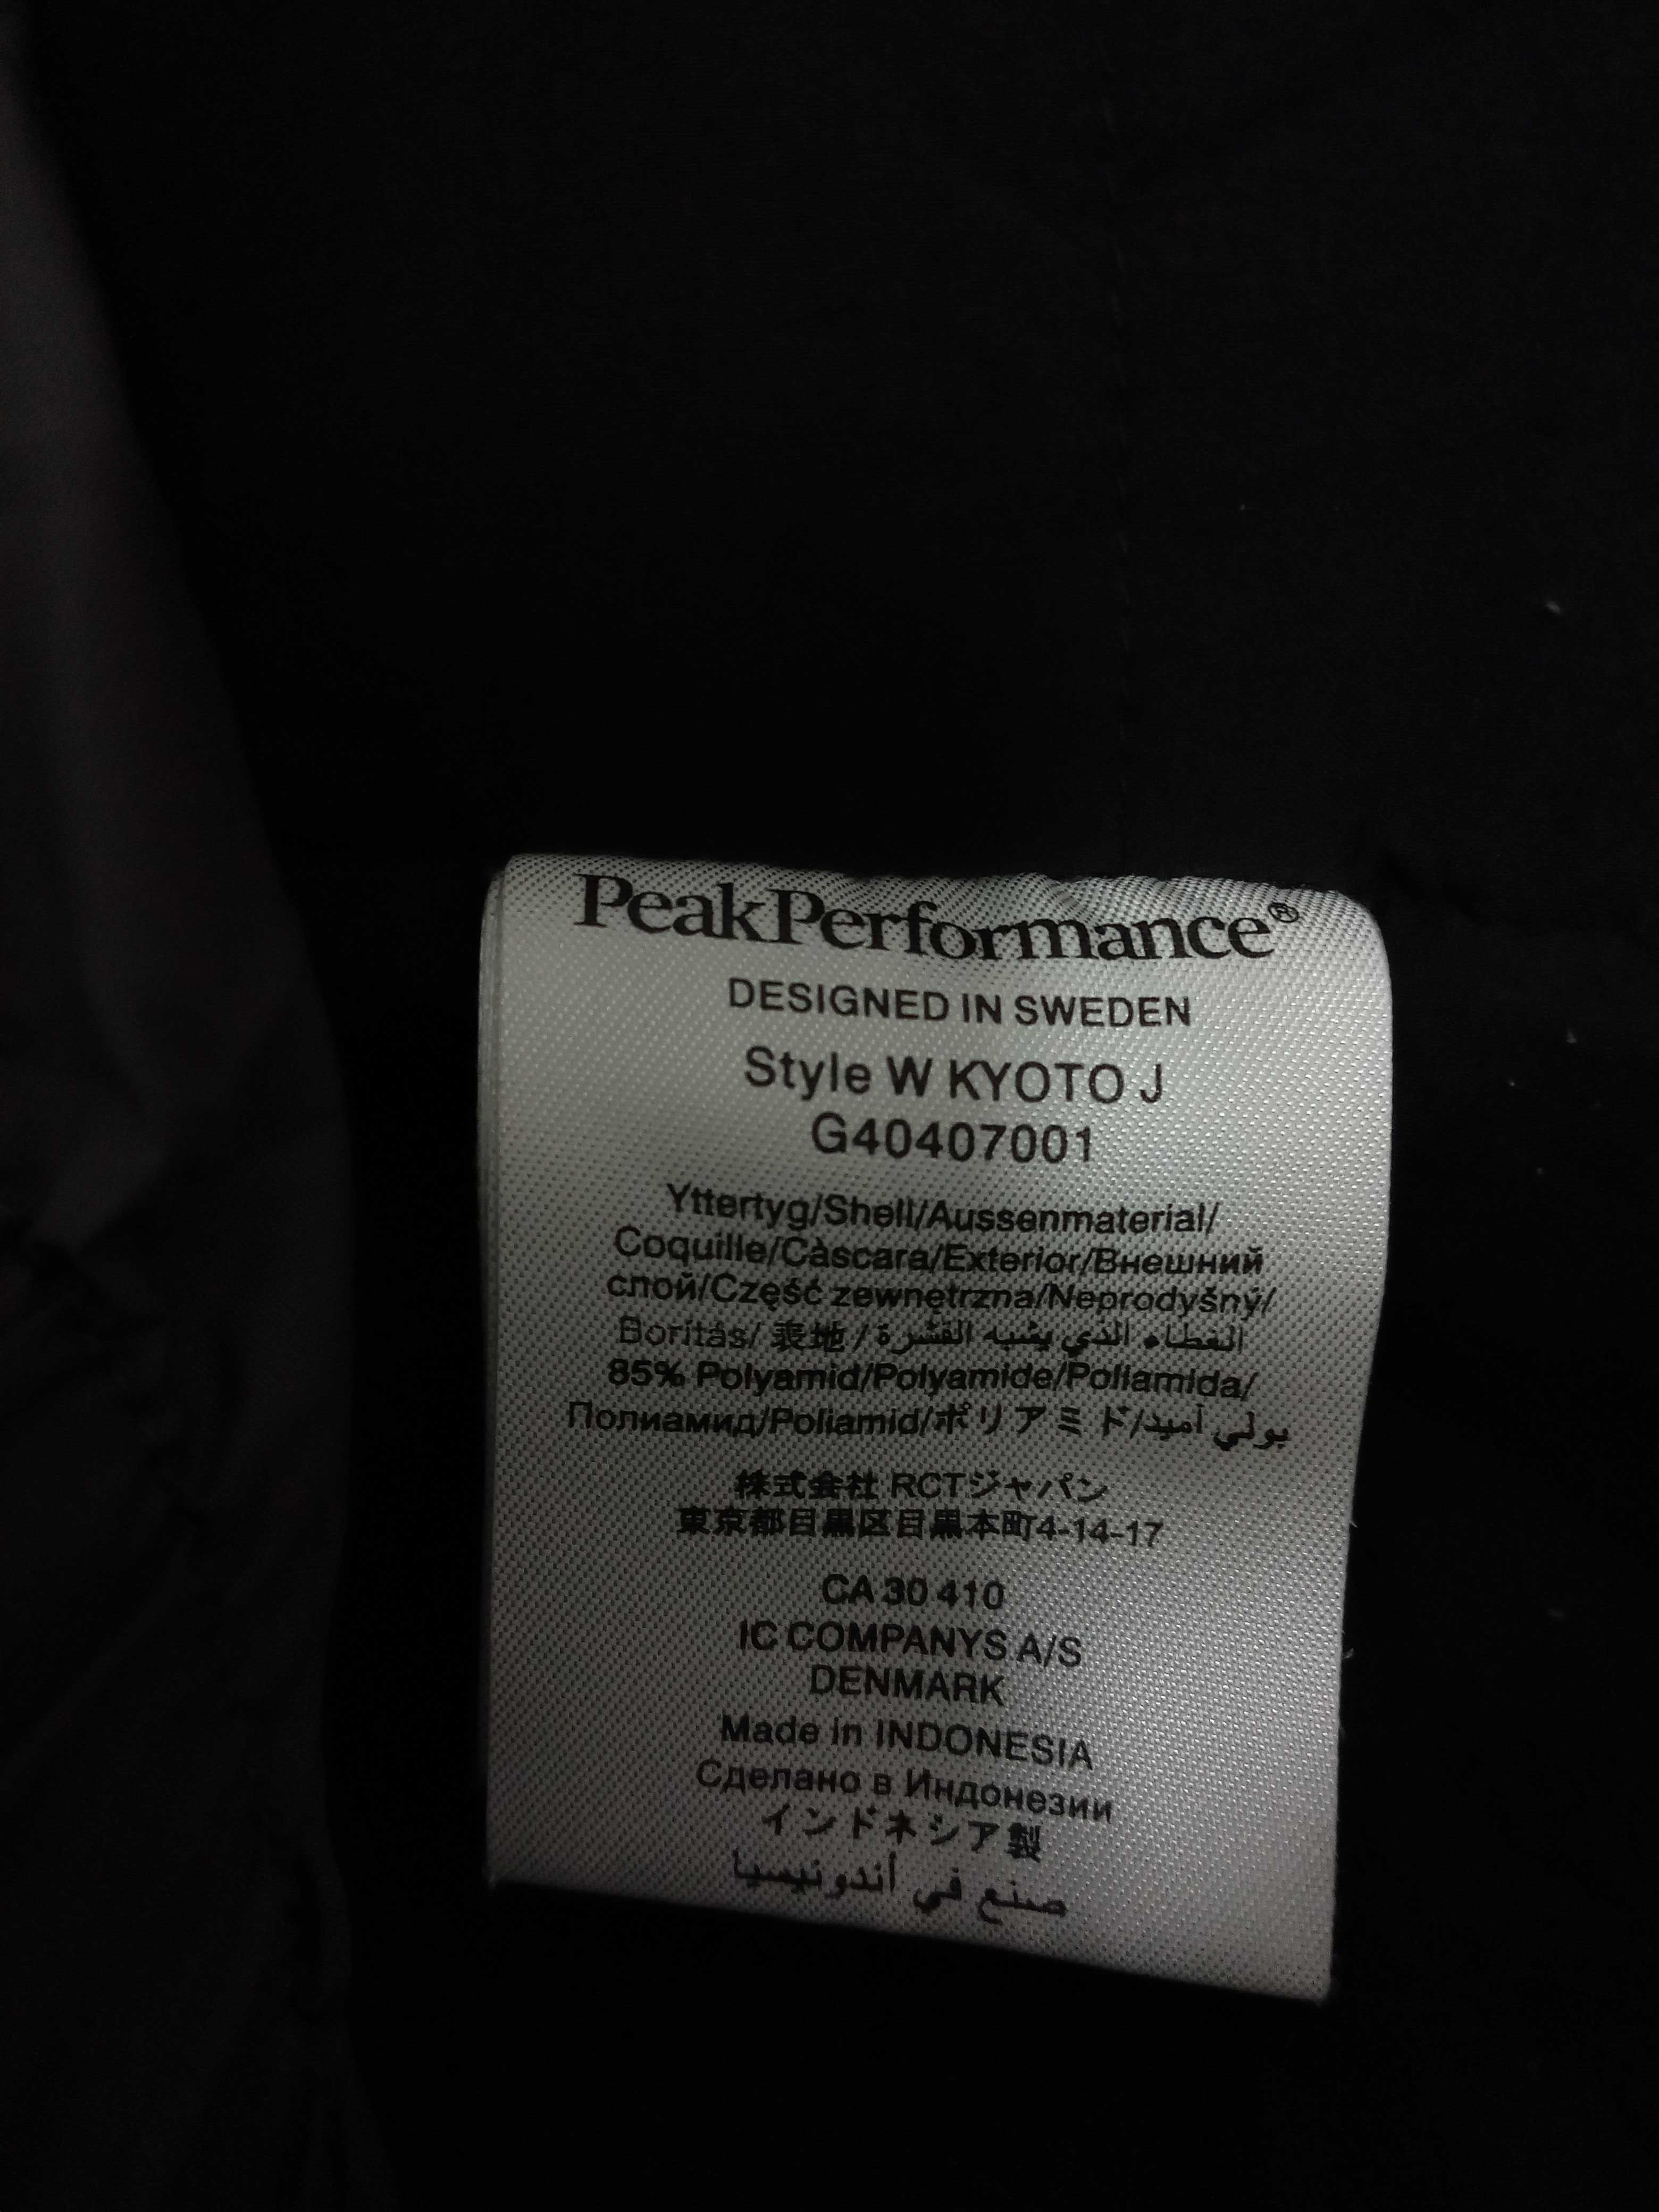 PeakPerformance®
DESIGNED IN SWEDEN
Style W KYOTO J
G40407001
Yttertyg/Shell/Aussenmaterial/
Coquille/Càscara/Exterior/Внешний
слой/Część zewnętrzna/Neprodyšný/
Borítás/ 表地 / الغطاء الذي يشبه القشرة
85% Polyamid/Polyamide/Poliamida/
Полиамид/Poliamid/ポリアミド/بولي أميد
株式会社 RCTジャパン
東京都目黒区目黒本町4-14-17
CA 30 410
IC COMPANYS A/S
DENMARK
Made in INDONESIA
Сделано в Индонезии
インドネシア製
صنع في أندونيسيا